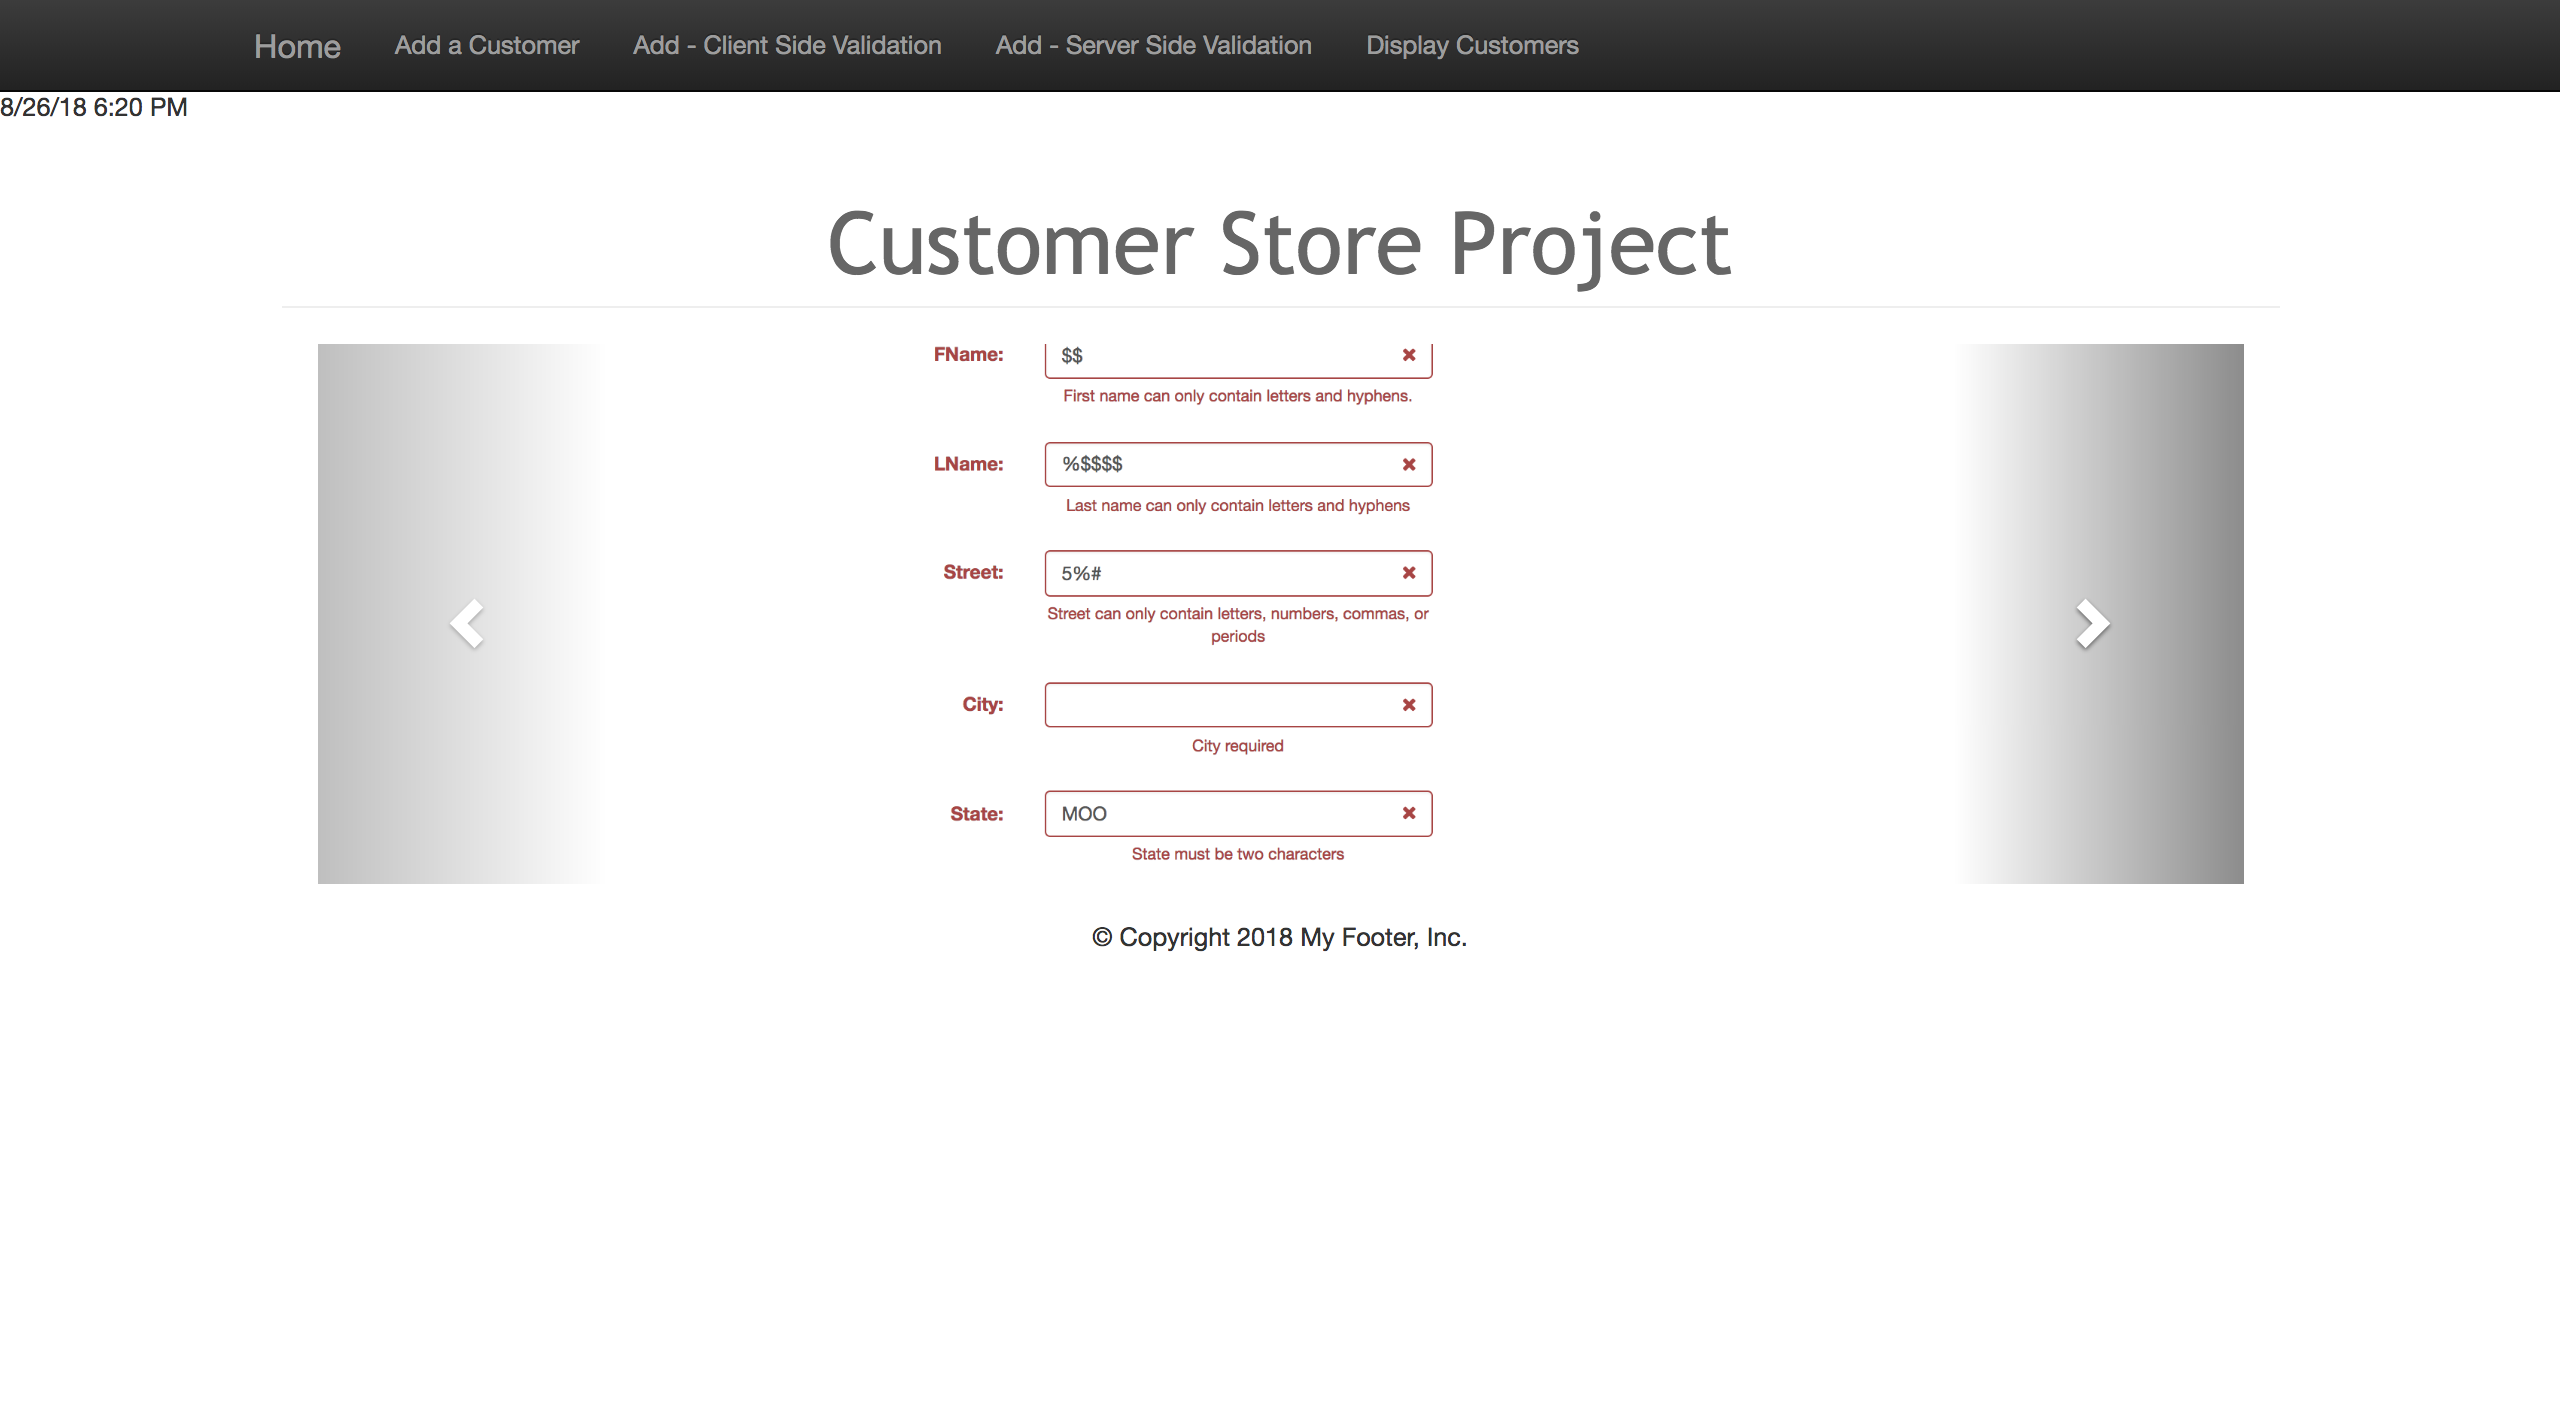 Home Add a Customer Add - Client Side Validation Add - Server Side Validation Display Customers
8/26/18 6:20 PM
Customer Store Project
FName: $$
First name can only contain letters and hyphens.
LName: %$$$$
Last name can only contain letters and hyphens
Street: 5%#
Street can only contain letters, numbers, commas, or
periods
City:
City required
State: MOO
State must be two characters
© Copyright 2018 My Footer, Inc.